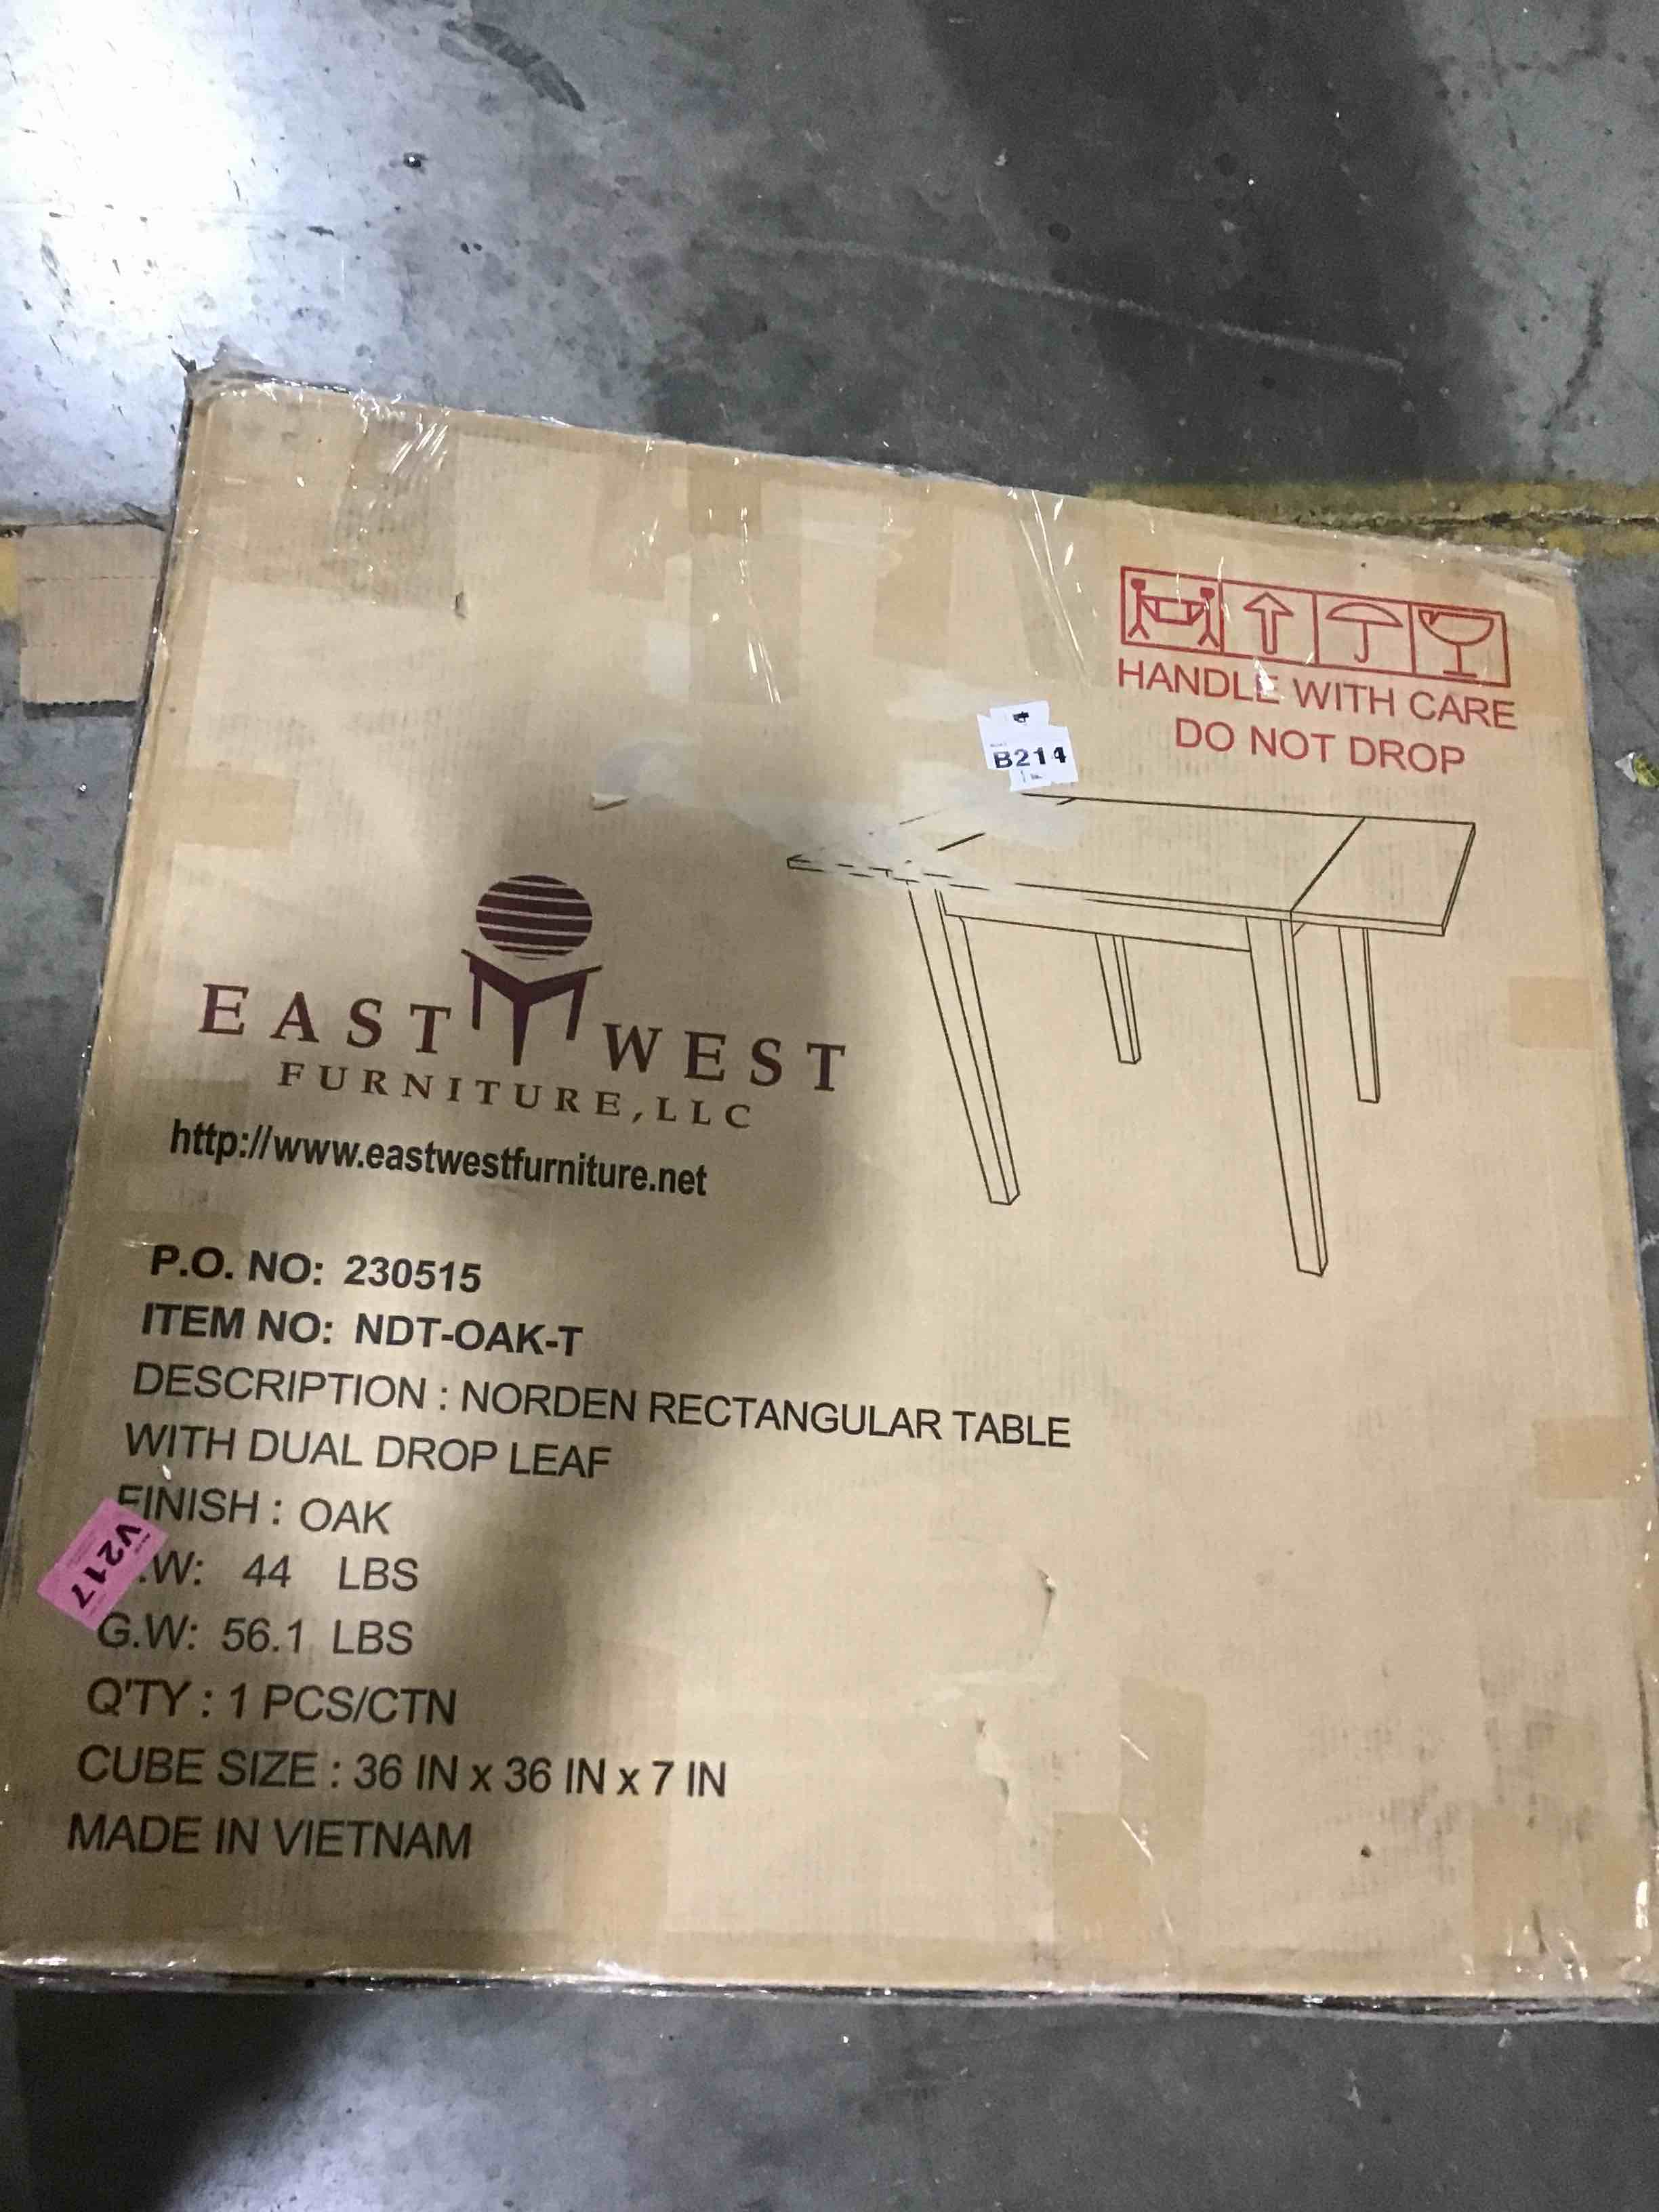 HANDLE WITH CARE
DO NOT DROP
B214
EAST WEST
FURNITURE, LLC
http://www.eastwestfurniture.net
P.O. NO: 230515
ITEM NO: NDT-OAK-T
DESCRIPTION : NORDEN RECTANGULAR TABLE
WITH DUAL DROP LEAF
FINISH : OAK
V217
.W: 44 LBS
G.W: 56.1 LBS
Q'TY : 1 PCS/CTN
CUBE SIZE : 36 IN x 36 IN x 7 IN
MADE IN VIETNAM